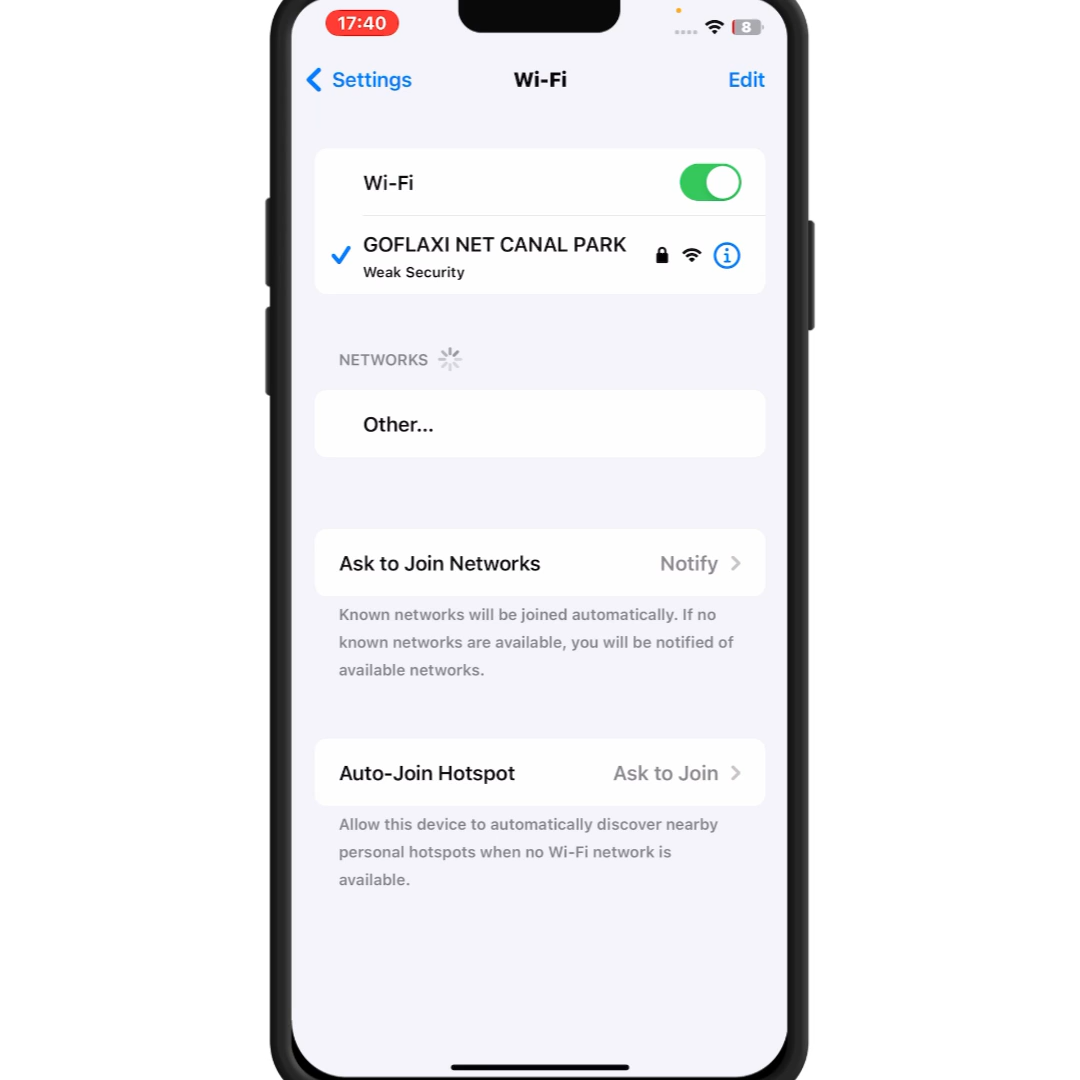 17:40
8
Settings
Wi-Fi
Edit
Wi-Fi
GOFLAXI NET CANAL PARK
Weak Security
NETWORKS
Other...
Ask to Join Networks
Notify
Known networks will be joined automatically. If no
known networks are available, you will be notified of
available networks.
Auto-Join Hotspot
Ask to Join
Allow this device to automatically discover nearby
personal hotspots when no Wi-Fi network is
available.